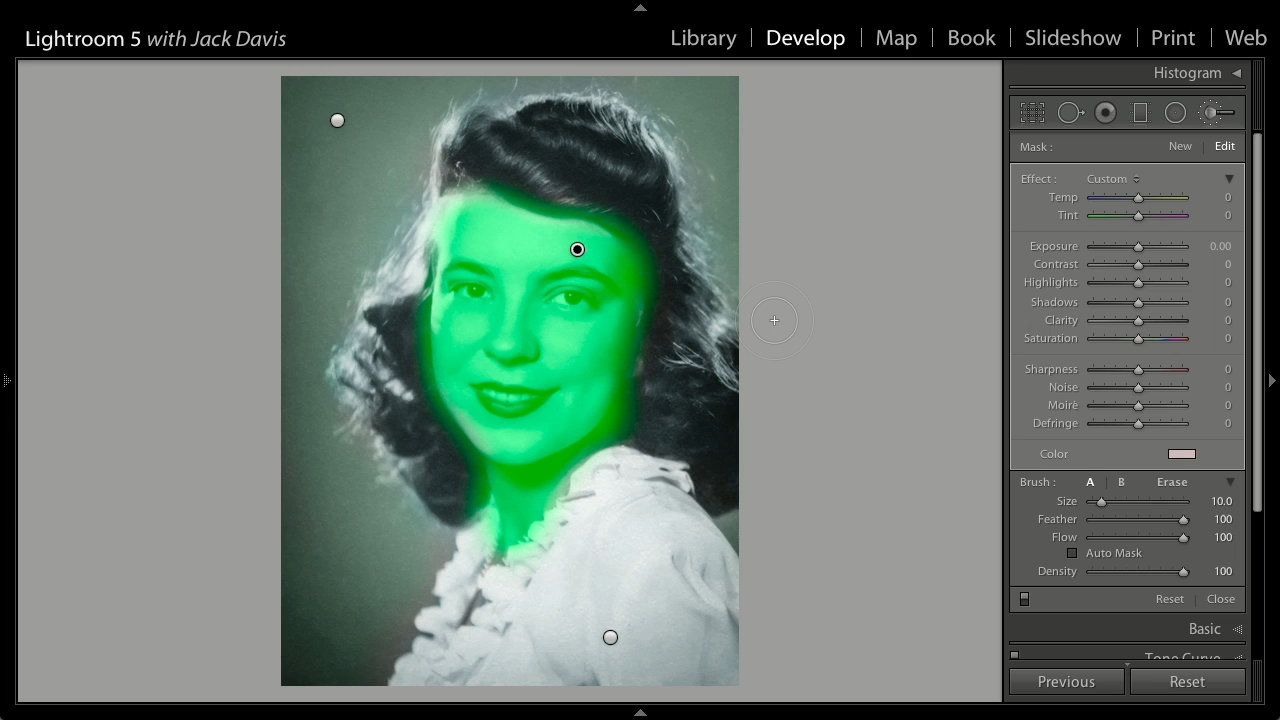 Lightroom 5 with Jack Davis
Library | Develop | Map | Book | Slideshow | Print | Web
Histogram
Mask : New | Edit
Effect : Custom
Temp 0
Tint 0
Exposure 0.00
Contrast 0
Highlights 0
Shadows 0
Clarity 0
Saturation 0
Sharpness 0
Noise 0
Moiré 0
Defringe 0
Color
Brush : A | B Erase
Size 10.0
Feather 100
Flow 100
Auto Mask
Density 100
Reset | Close
Basic
Tone Curve
Previous Reset